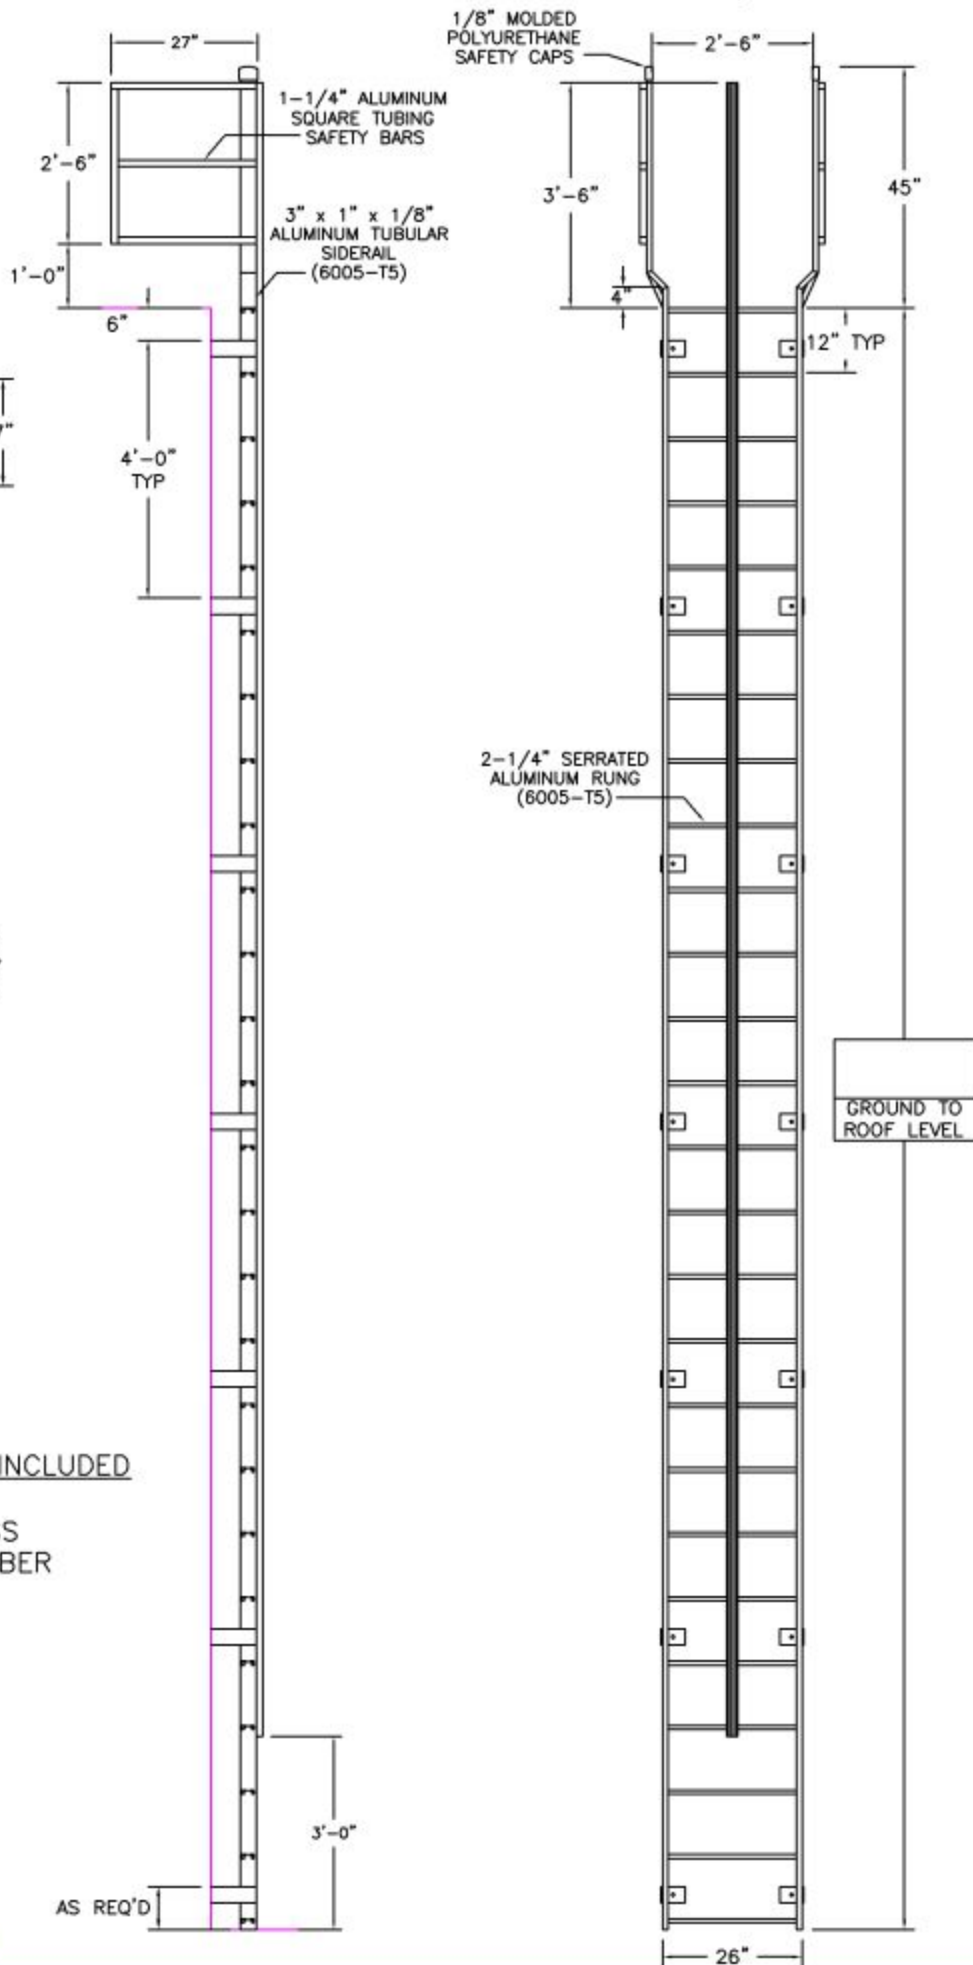 27"
1-1/4" ALUMINUM
SQUARE TUBING
SAFETY BARS
2'-6"
3" x 1" x 1/8"
ALUMINUM TUBULAR
SIDERAIL
(6005-T5)
1'-0"
6"
4'-0"
TYP
INCLUDED
3'-0"
AS REQ'D
1/8" MOLDED
POLYURETHANE
SAFETY CAPS
2'-6"
3'-6"
45"
4"
12" TYP
2-1/4" SERRATED
ALUMINUM RUNG
(6005-T5)
GROUND TO
ROOF LEVEL
26"